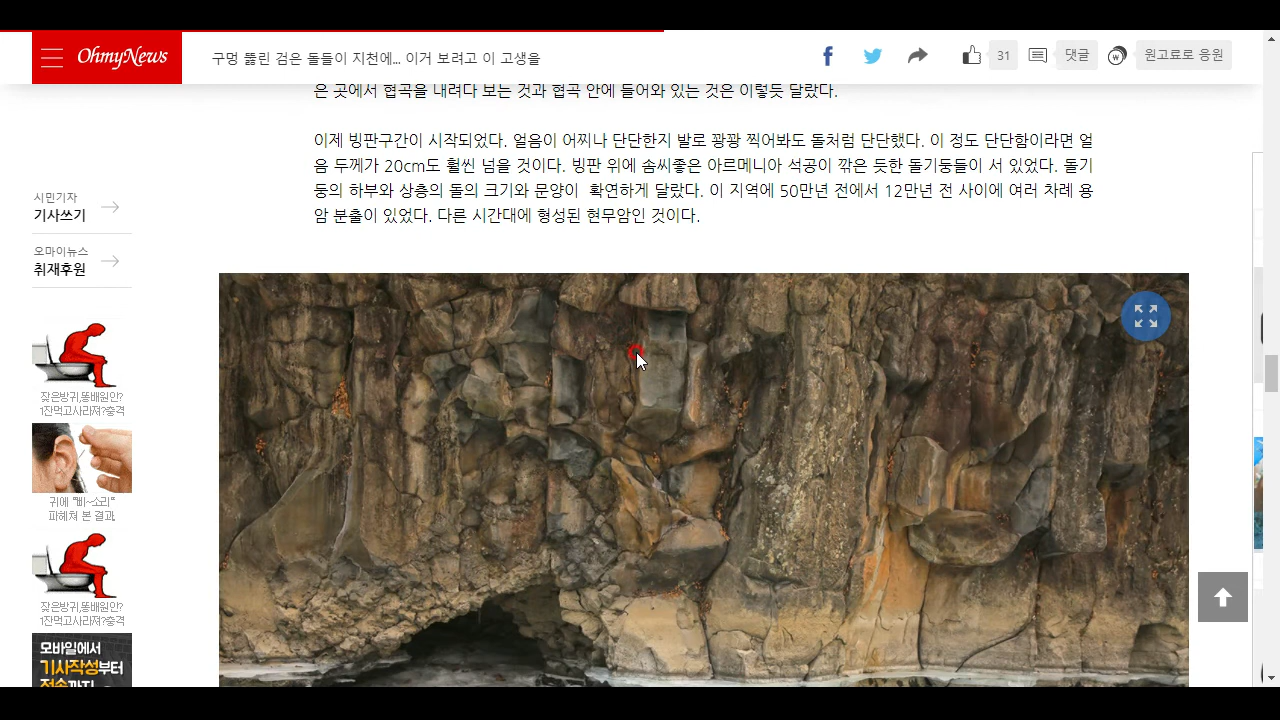 OhmyNews
구멍 뚫린 검은 돌들이 지천에... 이거 보려고 이 고생을
31
댓글
원고료로 응원
은 곳에서 협곡을 내려다 보는 것과 협곡 안에 들어와 있는 것은 이렇듯 달랐다.
이제 빙판구간이 시작되었다. 얼음이 어찌나 단단한지 발로 쾅쾅 찍어봐도 돌처럼 단단했다. 이 정도 단단함이라면 얼
음 두께가 20cm도 훨씬 넘을 것이다. 빙판 위에 솜씨좋은 아르메니아 석공이 깎은 듯한 돌기둥들이 서 있었다. 돌기
둥의 하부와 상층의 돌의 크기와 문양이 확연하게 달랐다. 이 지역에 50만년 전에서 12만년 전 사이에 여러 차례 용
암 분출이 있었다. 다른 시간대에 형성된 현무암인 것이다.
시민기자
기사쓰기
오마이뉴스
취재후원
잦은방귀,똥배원인?
1잔먹고사라져?충격
귀에 "삐~소리"
파헤쳐 본 결과.
잦은방귀,똥배원인?
1잔먹고사라져?충격
모바일에서
기사작성부터
전송까지